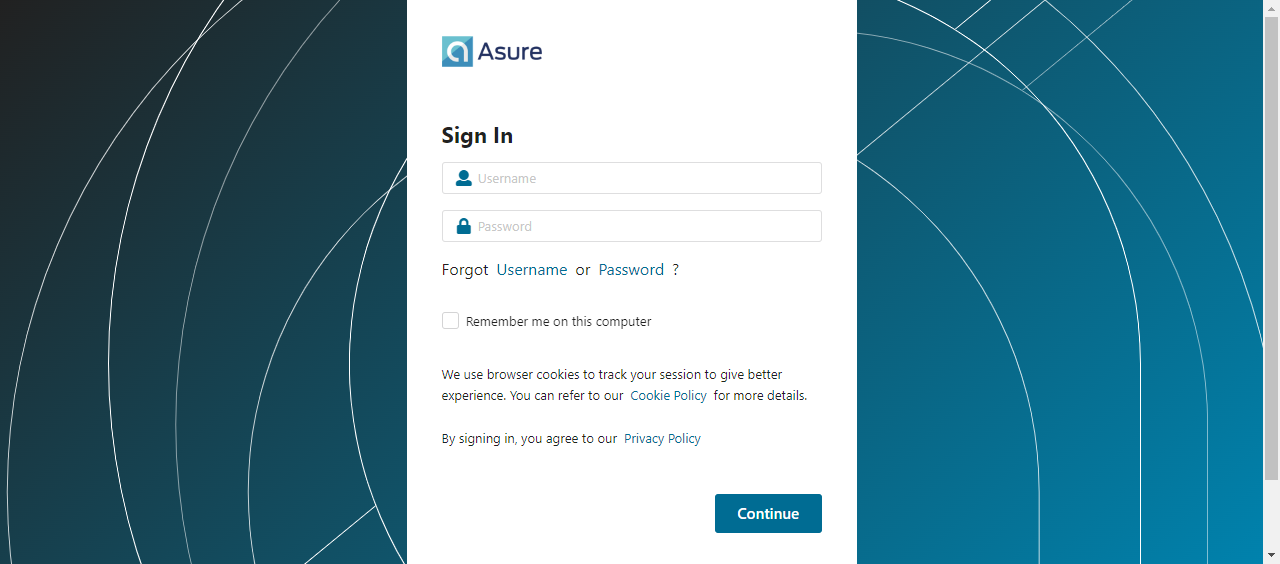 Asure
Sign In
Username
Password
Forgot Username or Password ?
Remember me on this computer
We use browser cookies to track your session to give better
experience. You can refer to our Cookie Policy for more details.
By signing in, you agree to our Privacy Policy
Continue